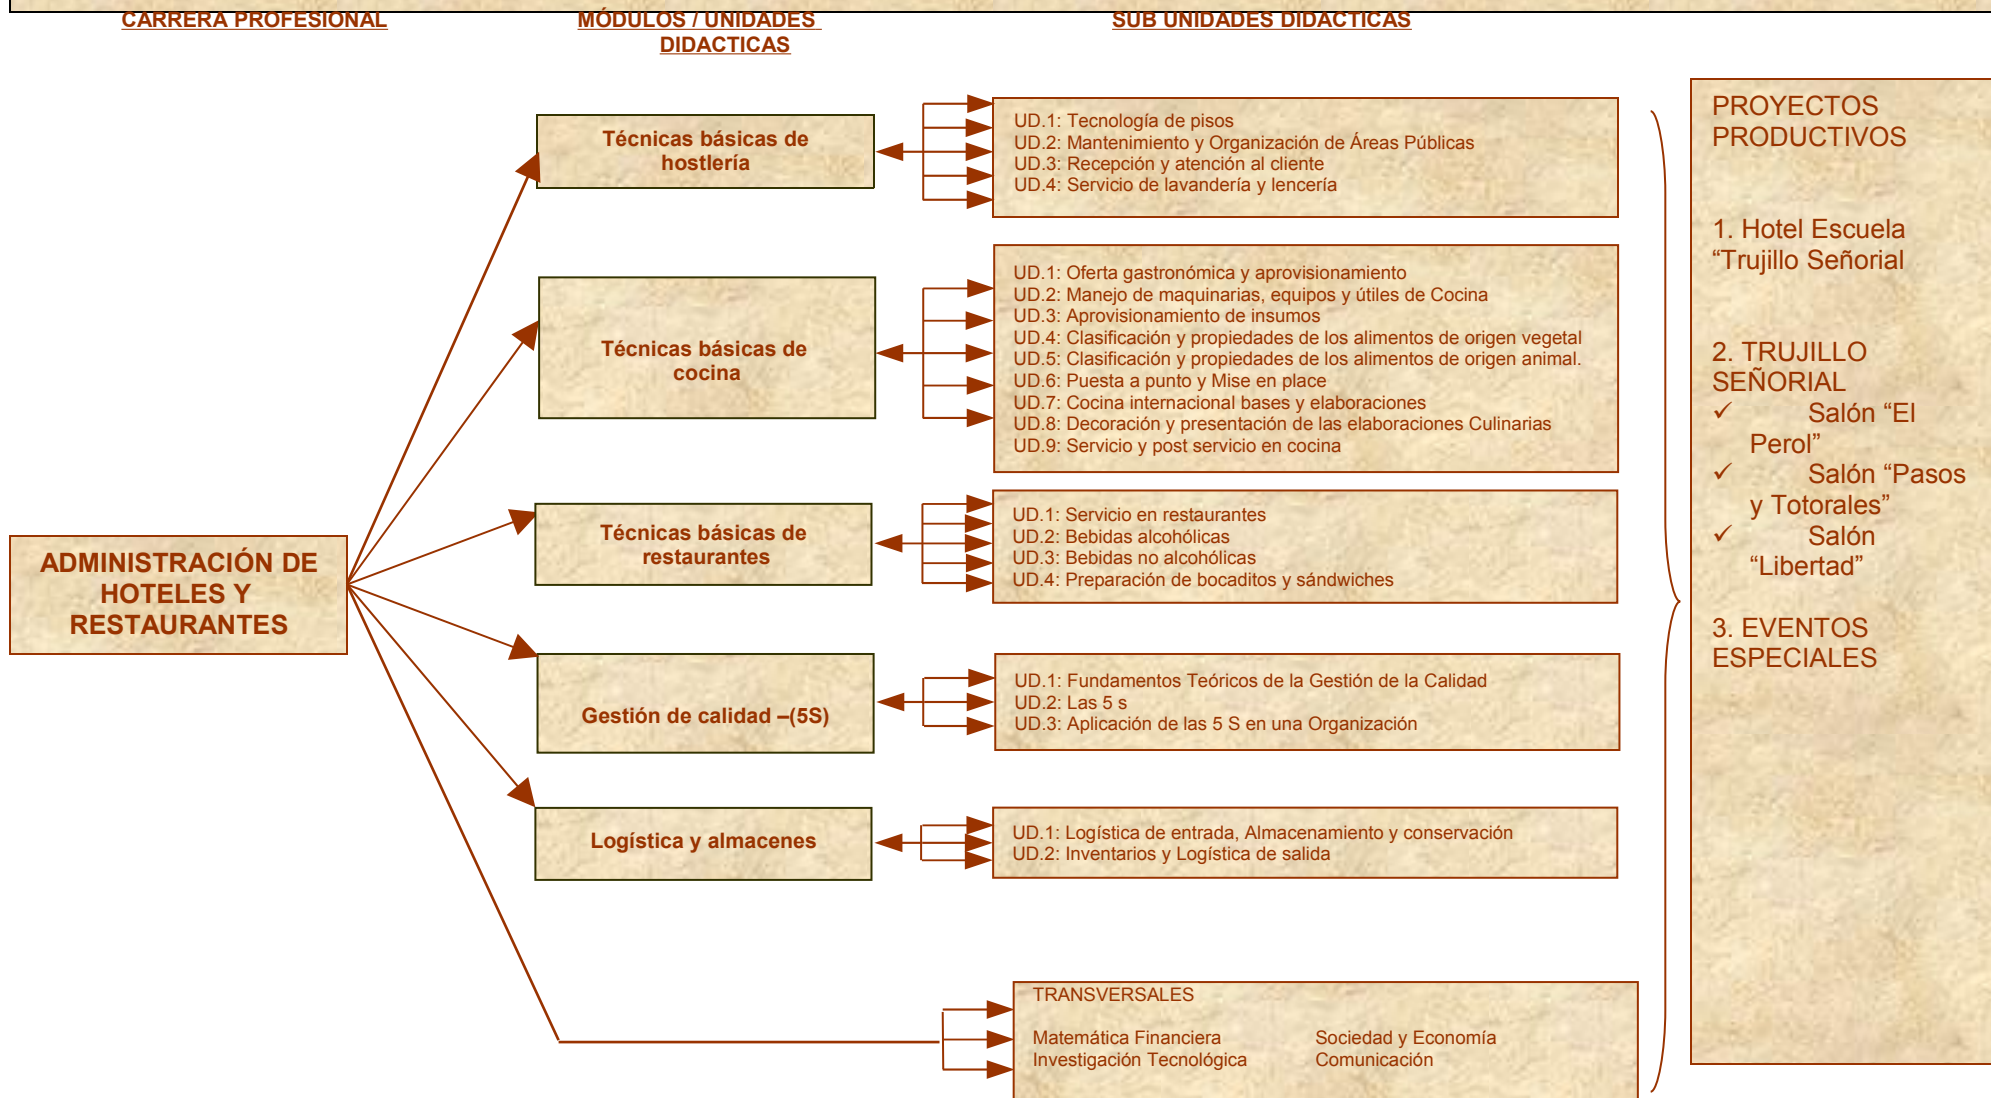 CARRERA PROFESIONAL
MÓDULOS / UNIDADES
DIDACTICAS
SUB UNIDADES DIDACTICAS
ADMINISTRACIÓN DE
HOTELES Y
RESTAURANTES
Técnicas básicas de
hostlería
UD.1: Tecnología de pisos
UD.2: Mantenimiento y Organización de Áreas Públicas
UD.3: Recepción y atención al cliente
UD.4: Servicio de lavandería y lencería
Técnicas básicas de
cocina
UD.1: Oferta gastronómica y aprovisionamiento
UD.2: Manejo de maquinarias, equipos y útiles de Cocina
UD.3: Aprovisionamiento de insumos
UD.4: Clasificación y propiedades de los alimentos de origen vegetal
UD.5: Clasificación y propiedades de los alimentos de origen animal.
UD.6: Puesta a punto y Mise en place
UD.7: Cocina internacional bases y elaboraciones
UD.8: Decoración y presentación de las elaboraciones Culinarias
UD.9: Servicio y post servicio en cocina
Técnicas básicas de
restaurantes
UD.1: Servicio en restaurantes
UD.2: Bebidas alcohólicas
UD.3: Bebidas no alcohólicas
UD.4: Preparación de bocaditos y sándwiches
Gestión de calidad –(5S)
UD.1: Fundamentos Teóricos de la Gestión de la Calidad
UD.2: Las 5 s
UD.3: Aplicación de las 5 S en una Organización
Logística y almacenes
UD.1: Logística de entrada, Almacenamiento y conservación
UD.2: Inventarios y Logística de salida
TRANSVERSALES
Matemática Financiera Sociedad y Economía
Investigación Tecnológica Comunicación
PROYECTOS
PRODUCTIVOS
1. Hotel Escuela
“Trujillo Señorial
2. TRUJILLO
SEÑORIAL
✓ Salón “El
Perol”
✓ Salón “Pasos
y Totorales”
✓ Salón
“Libertad”
3. EVENTOS
ESPECIALES